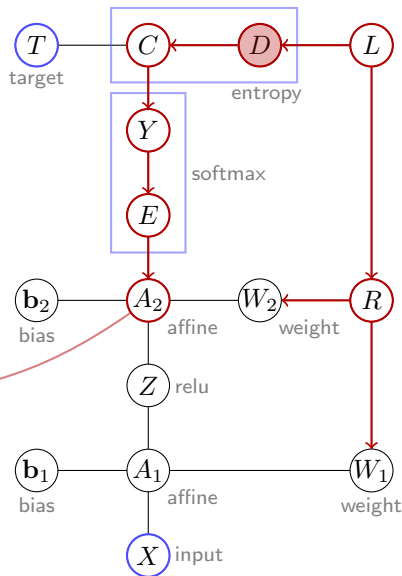 T C D L
target
entropy
Y
softmax
E
b₂ A₂ W₂ R
bias affine weight
Z relu
b₁ A₁ W₁
bias affine weight
X input